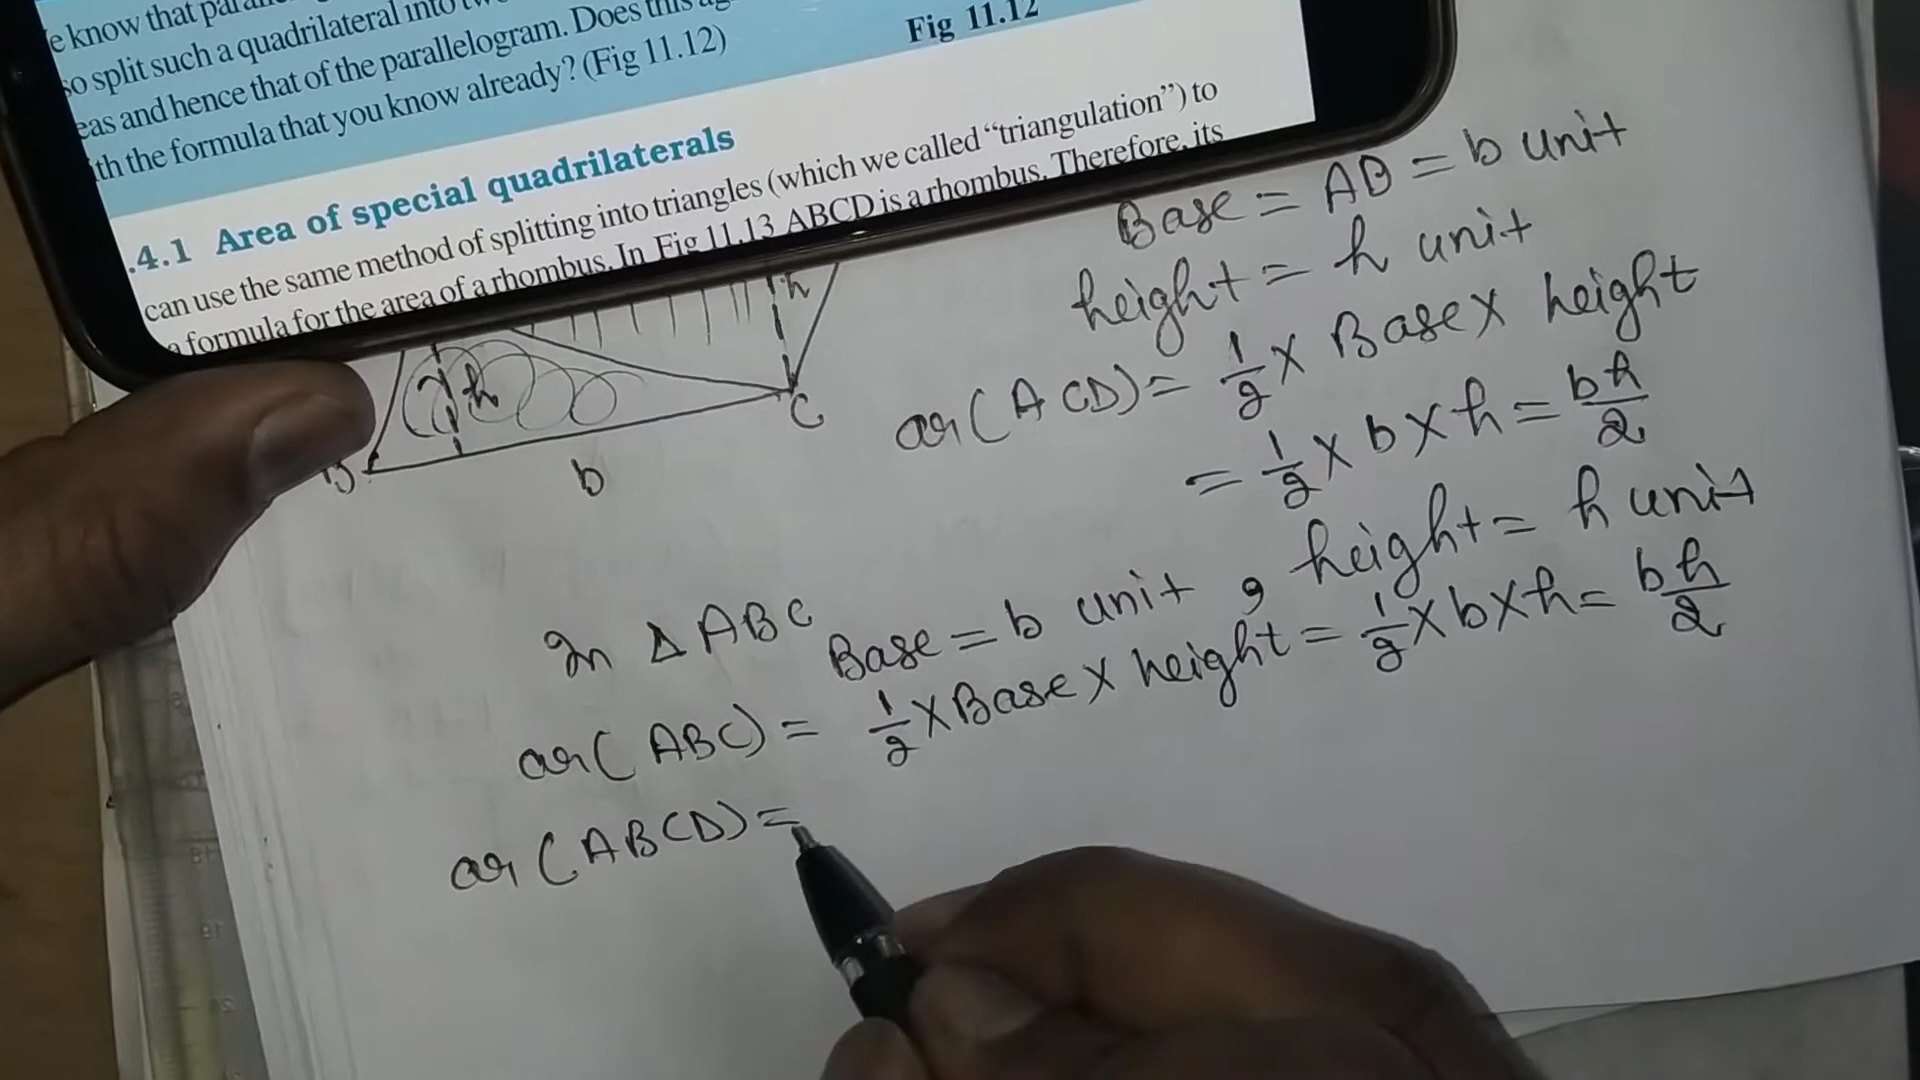 e know that
so split such a quadrilateral into
eas and hence that of the parallelogram. Does this
th the formula that you know already? (Fig 11.12)
Fig 11.12
.4.1 Area of special quadrilaterals
can use the same method of splitting into triangles (which we called “triangulation”) to
formula for the area of a rhombus. In Fig 11.13 ABCD is a rhombus. Therefore, its
h
h
C
B
b
Base = AB = b unit
height = h unit
ar(ACD) = 1/2 × Base × height
= 1/2 × b × h = bh/2
In Δ ABC Base = b unit, height = h unit
ar(ABC) = 1/2 × Base × height = 1/2 × b × h = bh/2
ar(ABCD) =